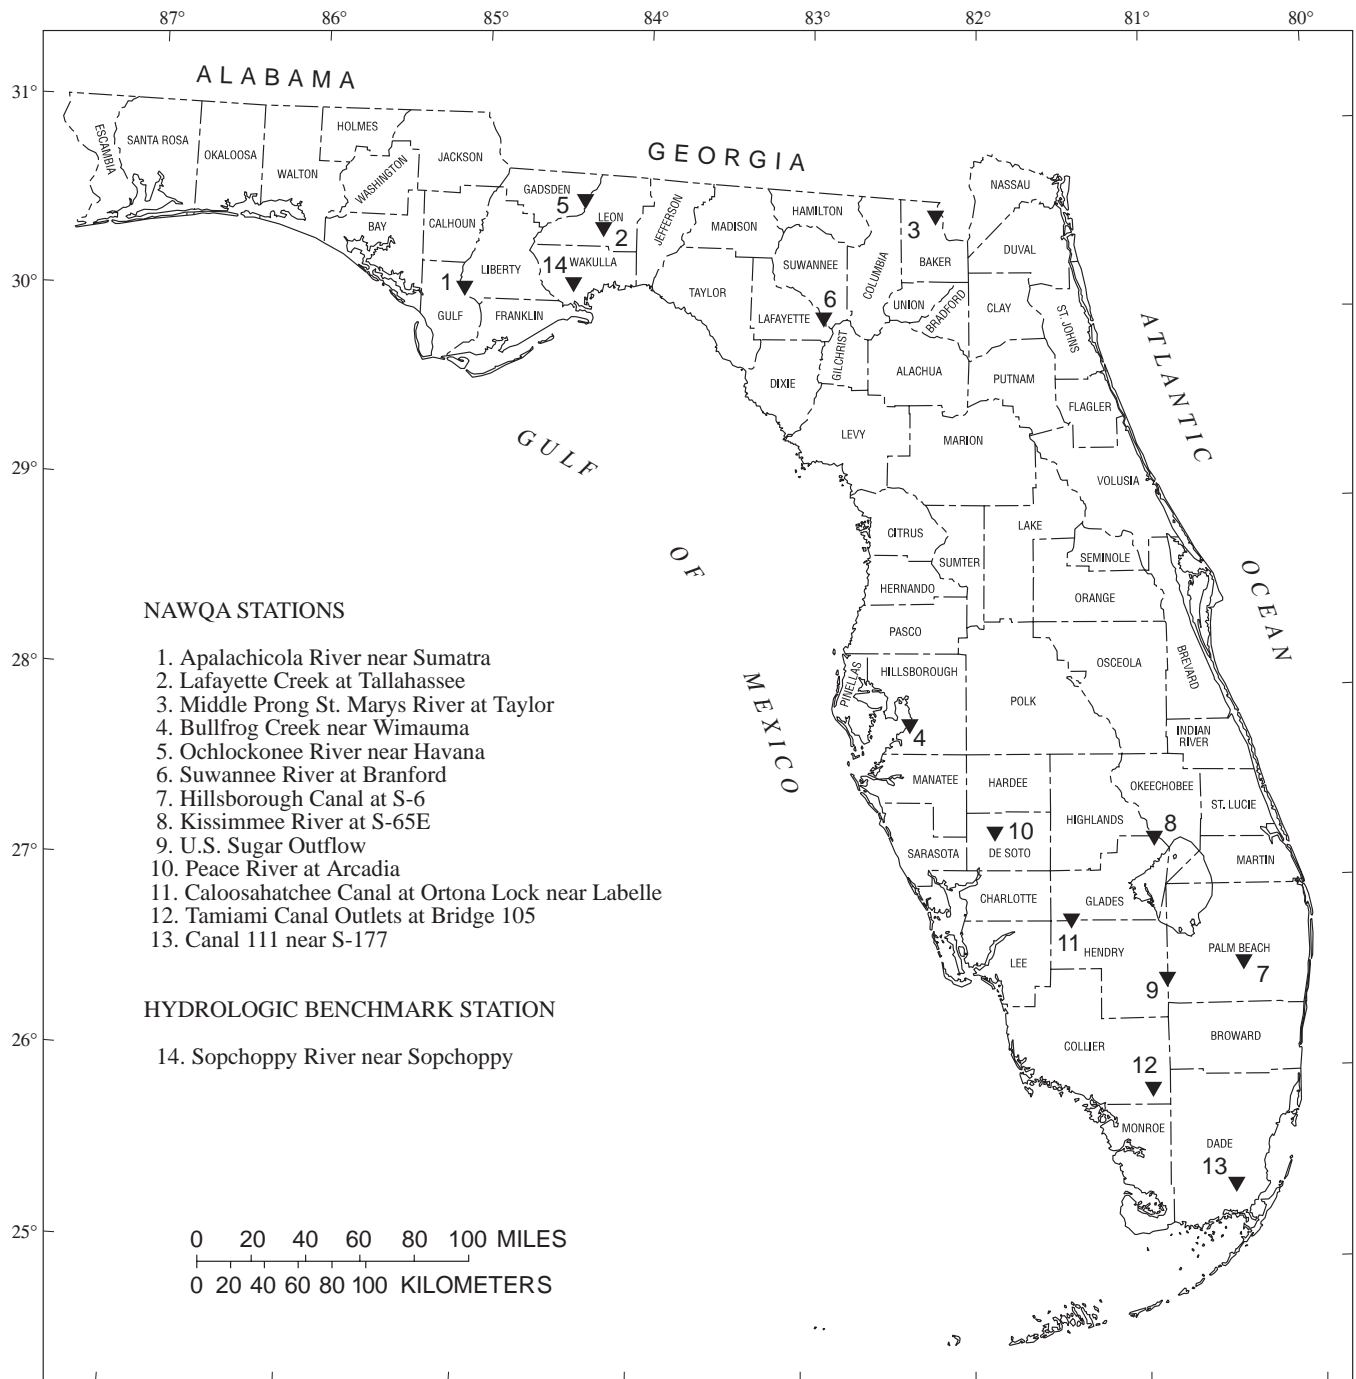 87° 85° 84° 83° 82° 81° 80°
ALABAMA
31°
HOLMES
ESCAMBIA
SANTA ROSA
OKALOOSA
WALTON
WASHINGTON
JACKSON
GEORGIA
GADSDEN
5
LEON
2
JEFFERSON
MADISON
HAMILTON
3
NASSAU
BAY
CALHOUN
LIBERTY
14
WAKULLA
SUWANNEE
COLUMBIA
BAKER
DUVAL
30°
1
GULF
FRANKLIN
TAYLOR
6
LAFAYETTE
UNION
BRADFORD
CLAY
ST. JOHNS
GILCHRIST
DIXIE
ALACHUA
PUTNAM
FLAGLER
ATLANTIC
OCEAN
29°
GULF
OF
MEXICO
LEVY
MARION
VOLUSIA
CITRUS
LAKE
SUMTER
SEMINOLE
HERNANDO
ORANGE
PASCO
28°
PINELLAS
HILLSBOROUGH
POLK
OSCEOLA
BREVARD
4
INDIAN
RIVER
MANATEE
HARDEE
OKEECHOBEE
ST. LUCIE
HIGHLANDS
8
10
27°
SARASOTA
DE SOTO
MARTIN
CHARLOTTE
GLADES
11
HENDRY
LEE
PALM BEACH
7
9
26°
COLLIER
BROWARD
12
MONROE
DADE
13
25°
NAWQA STATIONS
1. Apalachicola River near Sumatra
2. Lafayette Creek at Tallahassee
3. Middle Prong St. Marys River at Taylor
4. Bullfrog Creek near Wimauma
5. Ochlockonee River near Havana
6. Suwannee River at Branford
7. Hillsborough Canal at S-6
8. Kissimmee River at S-65E
9. U.S. Sugar Outflow
10. Peace River at Arcadia
11. Caloosahatchee Canal at Ortona Lock near Labelle
12. Tamiami Canal Outlets at Bridge 105
13. Canal 111 near S-177
HYDROLOGIC BENCHMARK STATION
14. Sopchoppy River near Sopchoppy
0 20 40 60 80 100 MILES
0 20 40 60 80 100 KILOMETERS